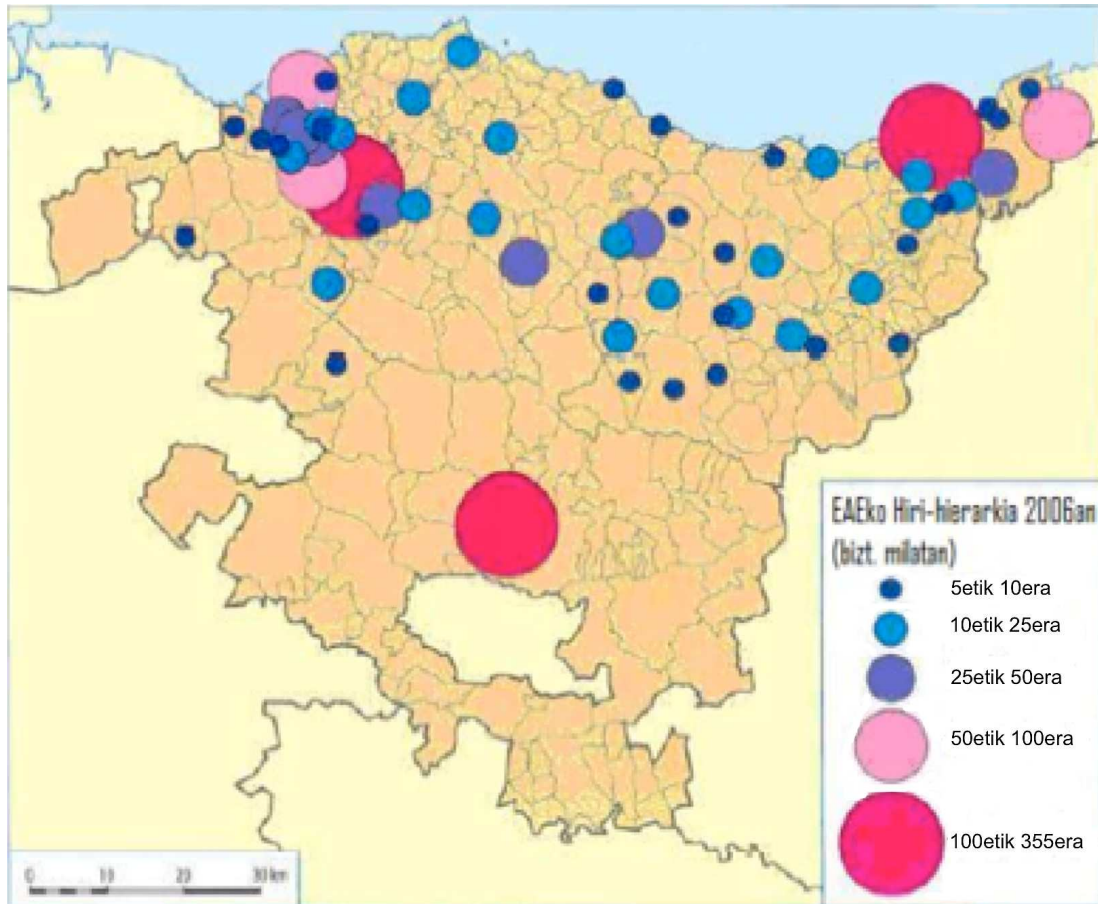 EAEko Hiri-hierarkia 2006an
(bizt. milatan)
5etik 10era
10etik 25era
25etik 50era
50etik 100era
100etik 355era
0 10 20 30 km